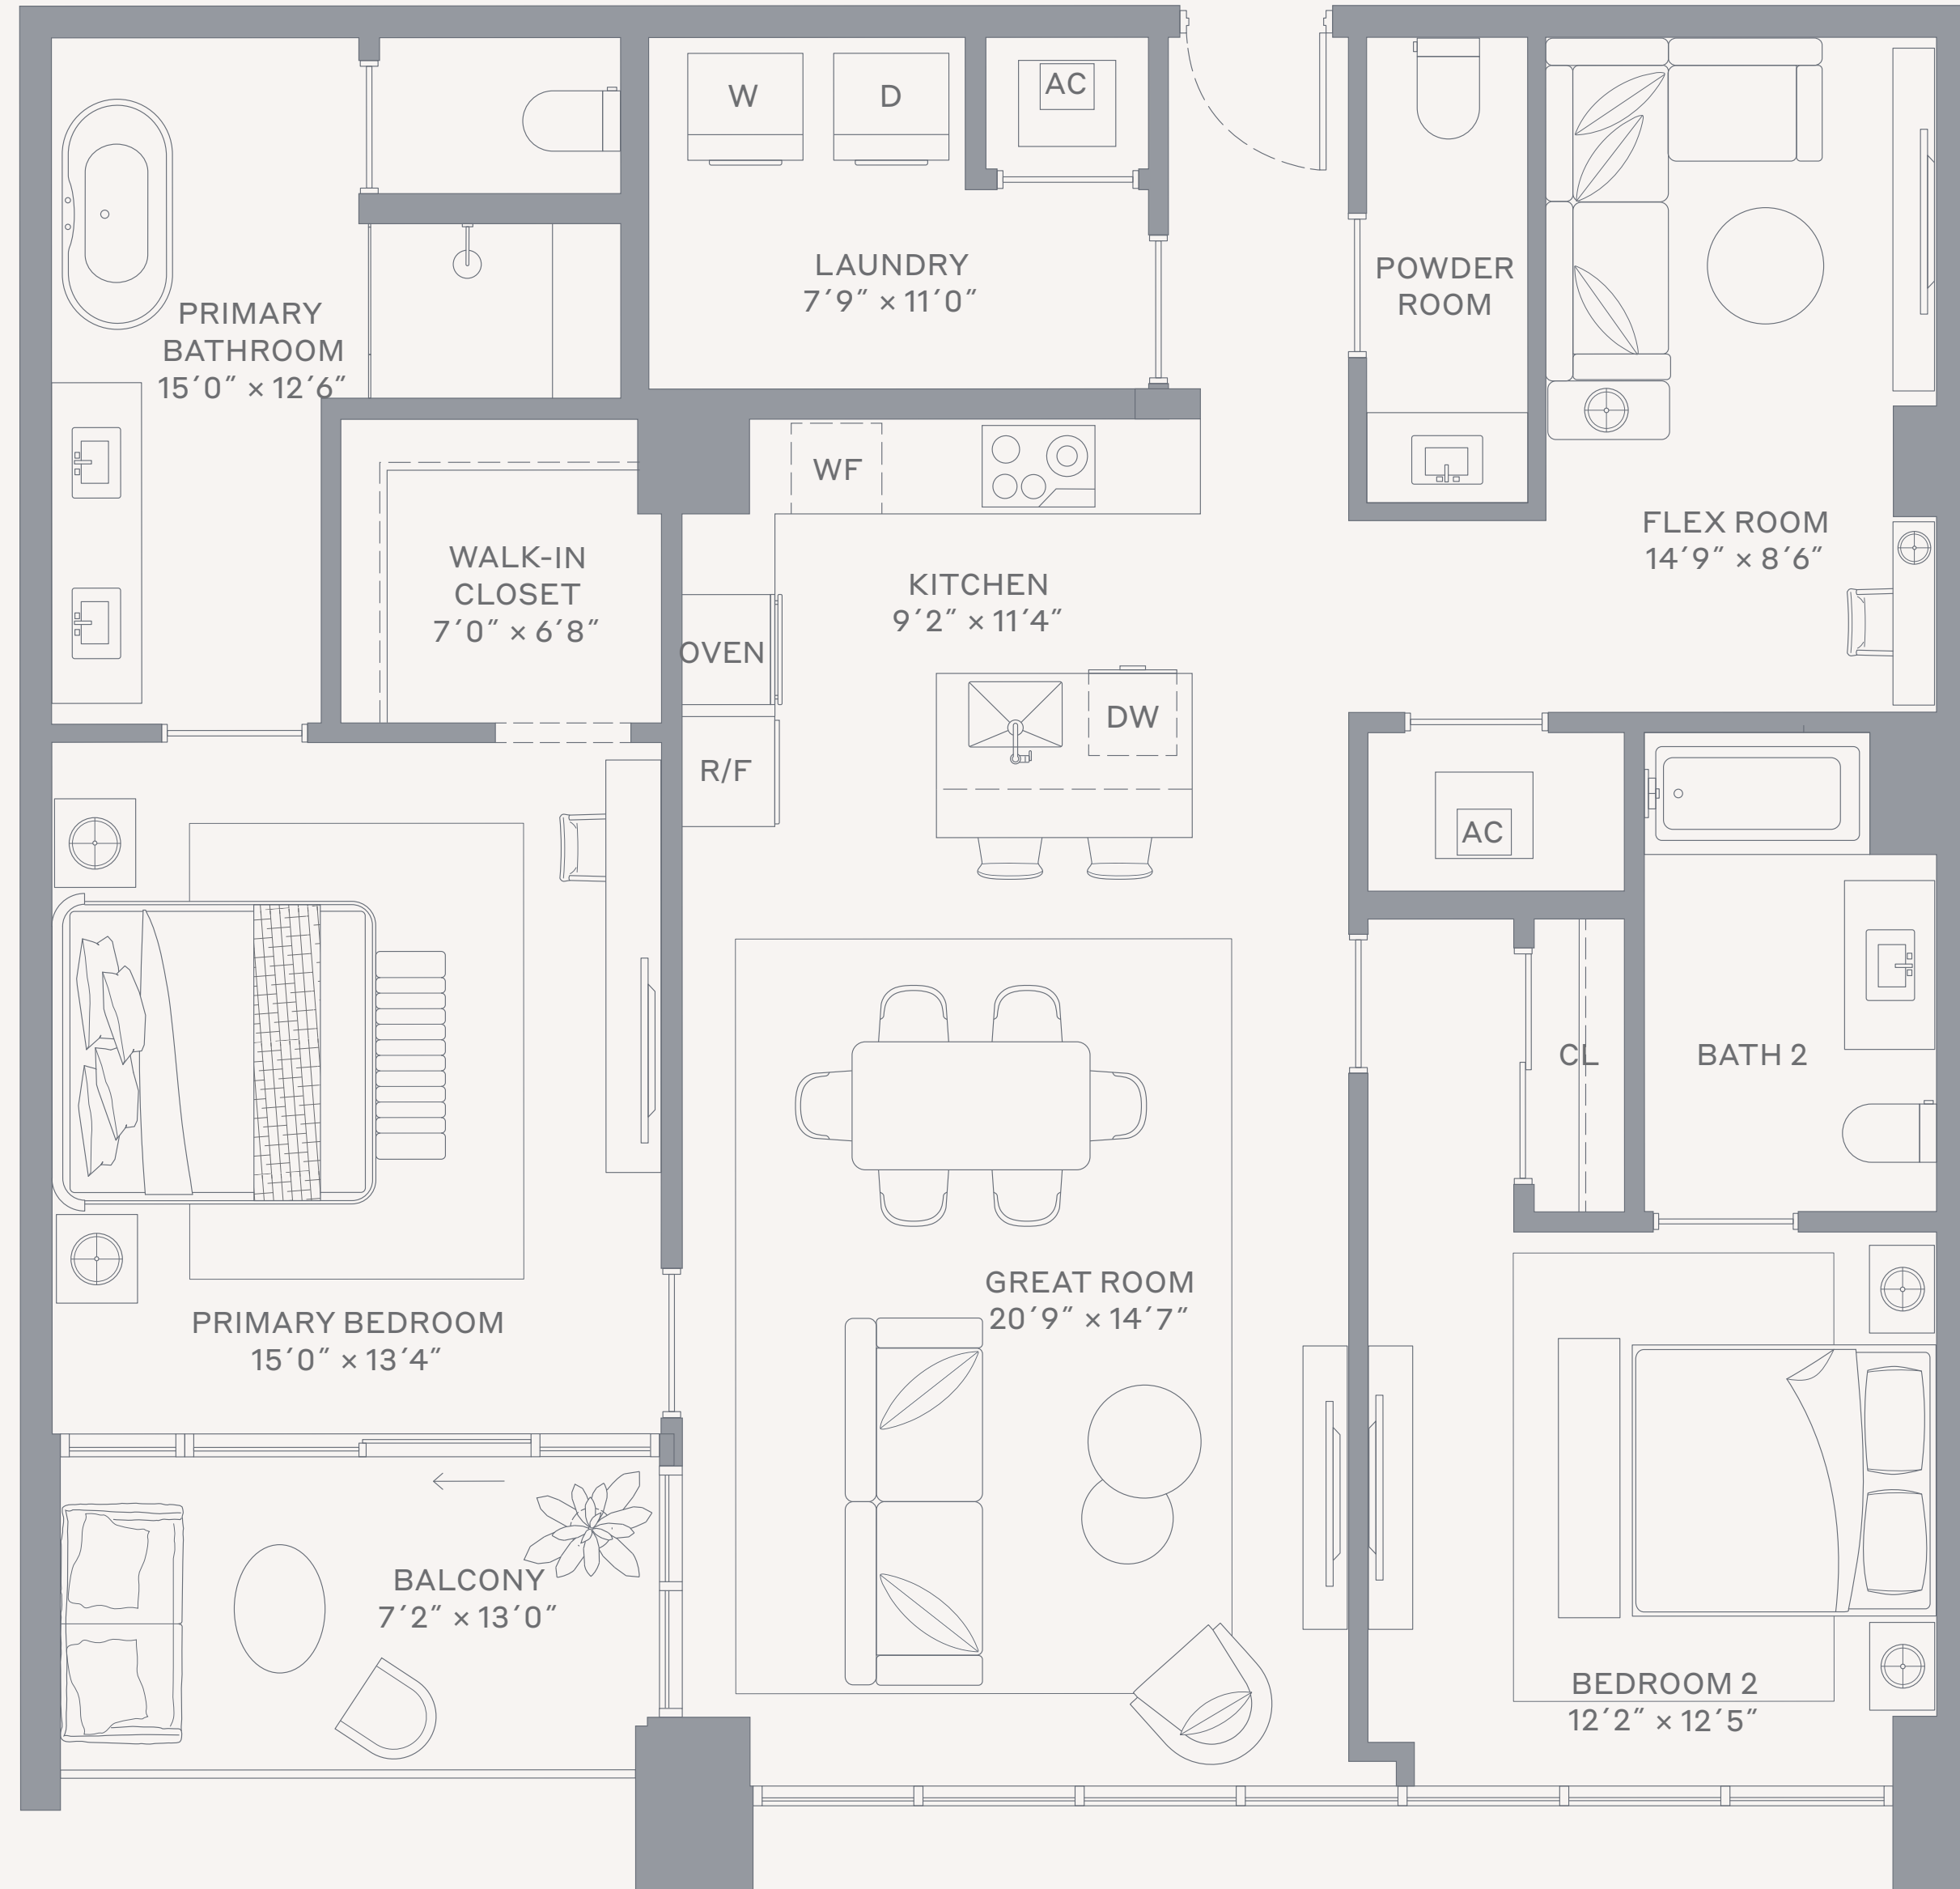 W
D
AC
LAUNDRY
7′9″ × 11′0″
POWDER
ROOM
PRIMARY
BATHROOM
15′0″ × 12′6″
WF
FLEX ROOM
14′9″ × 8′6″
WALK-IN
CLOSET
7′0″ × 6′8″
KITCHEN
9′2″ × 11′4″
OVEN
DW
R/F
AC
CL
BATH 2
GREAT ROOM
20′9″ × 14′7″
PRIMARY BEDROOM
15′0″ × 13′4″
BALCONY
7′2″ × 13′0″
BEDROOM 2
12′2″ × 12′5″